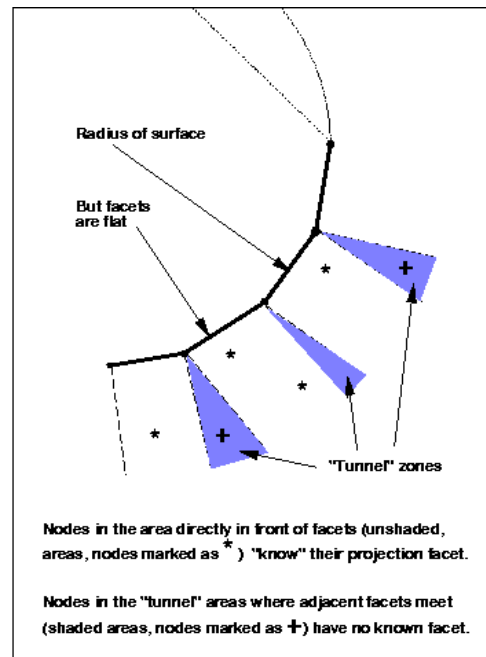 Radius of surface
But facets
are flat
*
+
*
*
*
+
"Tunnel" zones
Nodes in the area directly in front of facets (unshaded,
areas, nodes marked as * ) "know" their projection facet.
Nodes in the "tunnel" areas where adjacent facets meet
(shaded areas, nodes marked as +) have no known facet.